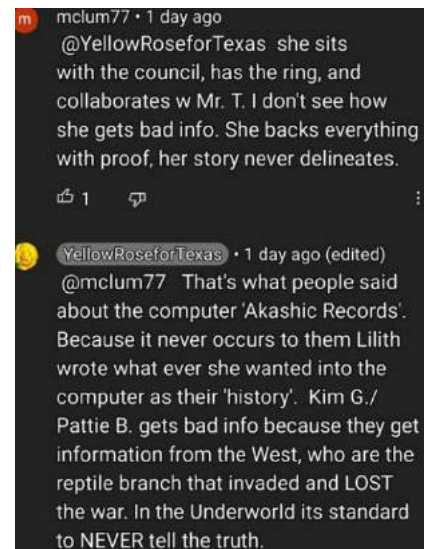 m mclum77 • 1 day ago
@YellowRoseforTexas she sits
with the council, has the ring, and
collaborates w Mr. T. I don't see how
she gets bad info. She backs everything
with proof, her story never delineates.
1
YellowRoseforTexas • 1 day ago (edited)
@mclum77 That's what people said
about the computer 'Akashic Records'.
Because it never occurs to them Lilith
wrote what ever she wanted into the
computer as their 'history'. Kim G./
Pattie B. gets bad info because they get
information from the West, who are the
reptile branch that invaded and LOST
the war. In the Underworld its standard
to NEVER tell the truth.